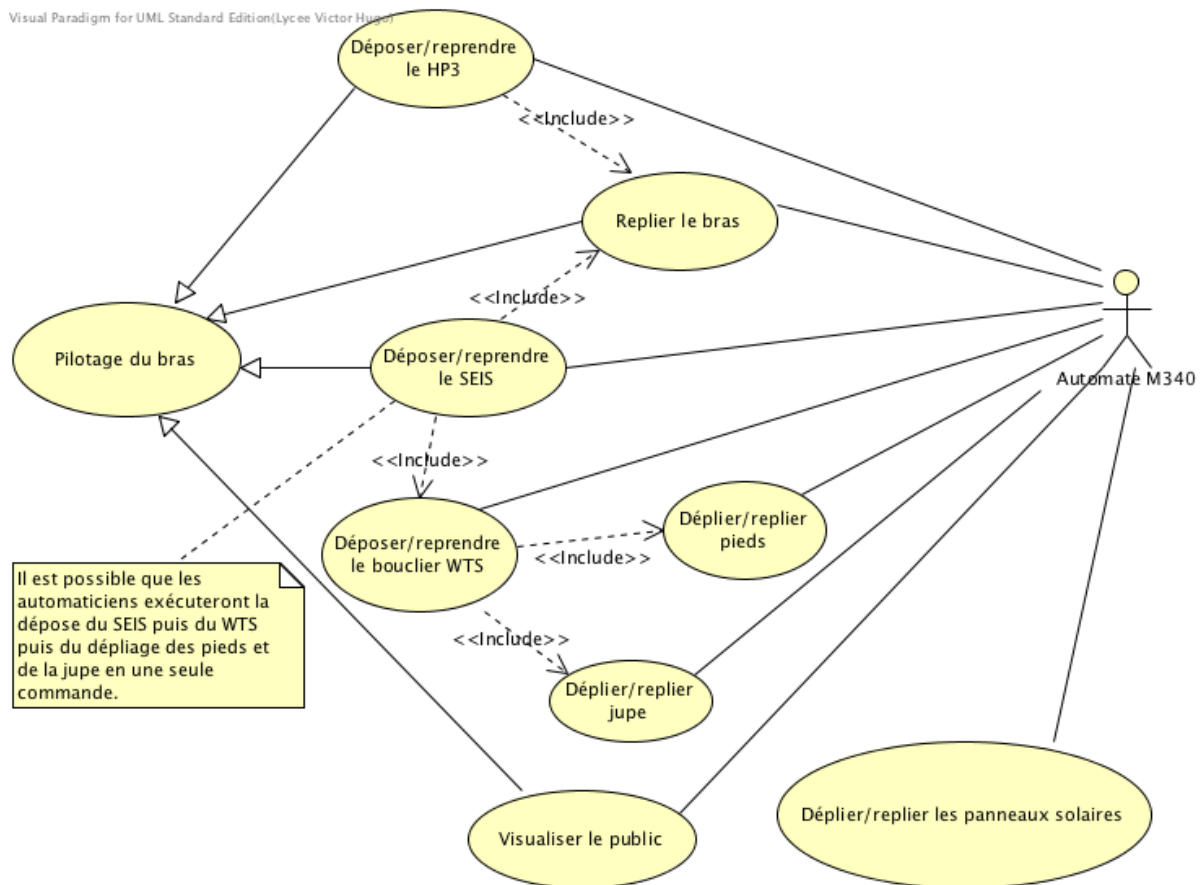 Visual Paradigm for UML Standard Edition(Lycee Victor Hugo)
Déposer/reprendre
le HP3
<<Include>>
Replier le bras
<<Include>>
Pilotage du bras
Déposer/reprendre
le SEIS
Automate M340
<<Include>>
Déposer/reprendre
le bouclier WTS
Déplier/replier
pieds
<<Include>>
Il est possible que les
automaticiens exécuteront la
dépose du SEIS puis du WTS
puis du dépliage des pieds et
de la jupe en une seule
commande.
<<Include>>
Déplier/replier
jupe
Visualiser le public
Déplier/replier les panneaux solaires